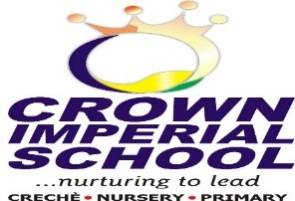 CROWN
IMPERIAL
SCHOOL
...nurturing to lead
CRECHÈ • NURSERY • PRIMARY